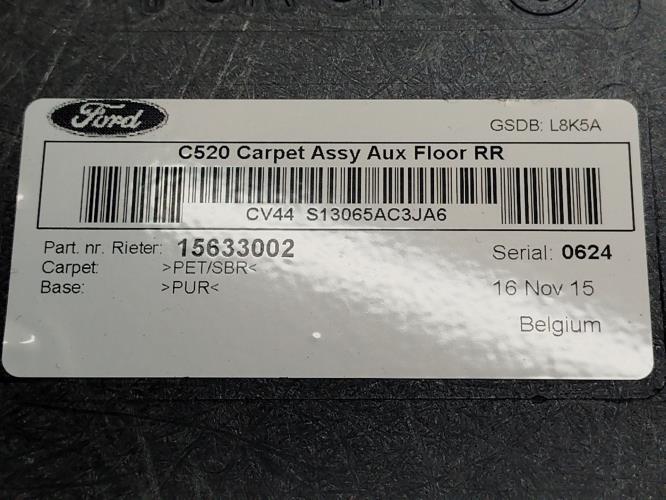 Ford
GSDB: L8K5A
C520 Carpet Assy Aux Floor RR
CV44 S13065AC3JA6
Part. nr. Rieter: 15633002
Serial: 0624
Carpet: >PET/SBR<
Base: >PUR<
16 Nov 15
Belgium